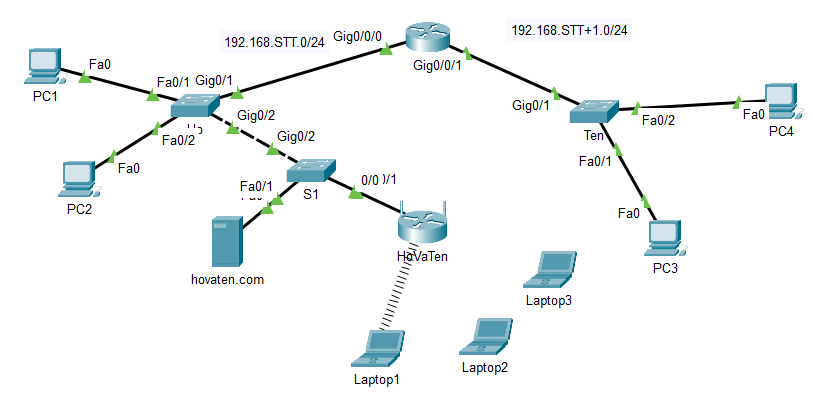 192.168.STT.0/24
Gig0/0/0
Gig0/0/1
192.168.STT+1.0/24
Fa0
PC1
Fa0/1
Gig0/1
Gig0/2
Fa0/2
Fa0
PC2
Gig0/2
S1
Fa0/1
0/0
hovaten.com
HoVaTen
Laptop1
Laptop2
Laptop3
Gig0/1
Ten
Fa0/2
Fa0
PC4
Fa0/1
Fa0
PC3